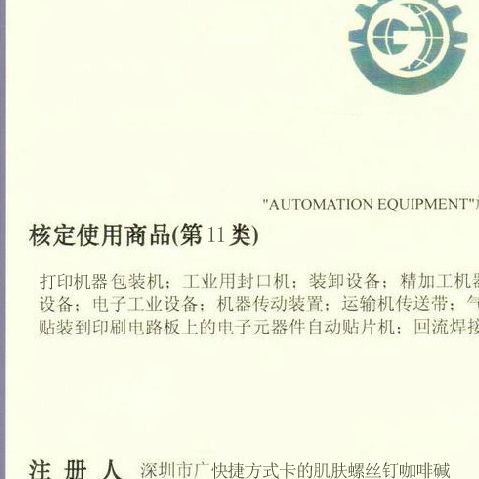 "AUTOMATION EQUIPMENT"
核定使用商品(第11类)
打印机器包装机；工业用封口机；装卸设备；精加工机器
设备；电子工业设备；机器传动装置；运输机传送带；气
贴装到印刷电路板上的电子元器件自动贴片机；回流焊接
注册人 深圳市广快捷方式卡的肌肤螺丝钉咖啡碱